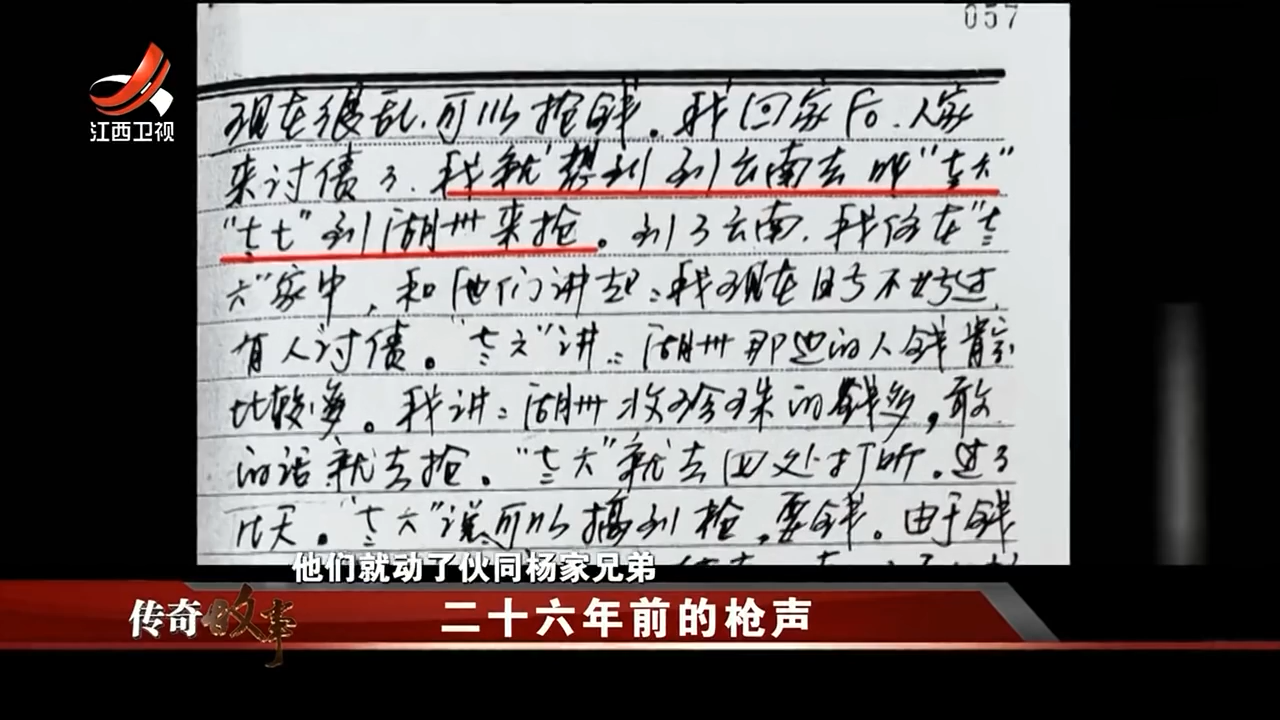 057
江西卫视
现在很乱,可以抢钱。我回家后,人家
来讨债了.我就想到到云南去叫“七六”
“七七”到湖州来抢。到了云南,我住在“七
六”家中,和他们讲起:我现在日子不好过
有人讨债。“七六”讲:湖州那边的人钱肯定
比较多。我讲:湖州收珍珠的钱多,敢
的话就去抢。“七六”就去四处打听。过了
几天。“七六”说可以搞到枪,要钱。由于钱
他们就动了伙同杨家兄弟
传奇故事
二十六年前的枪声